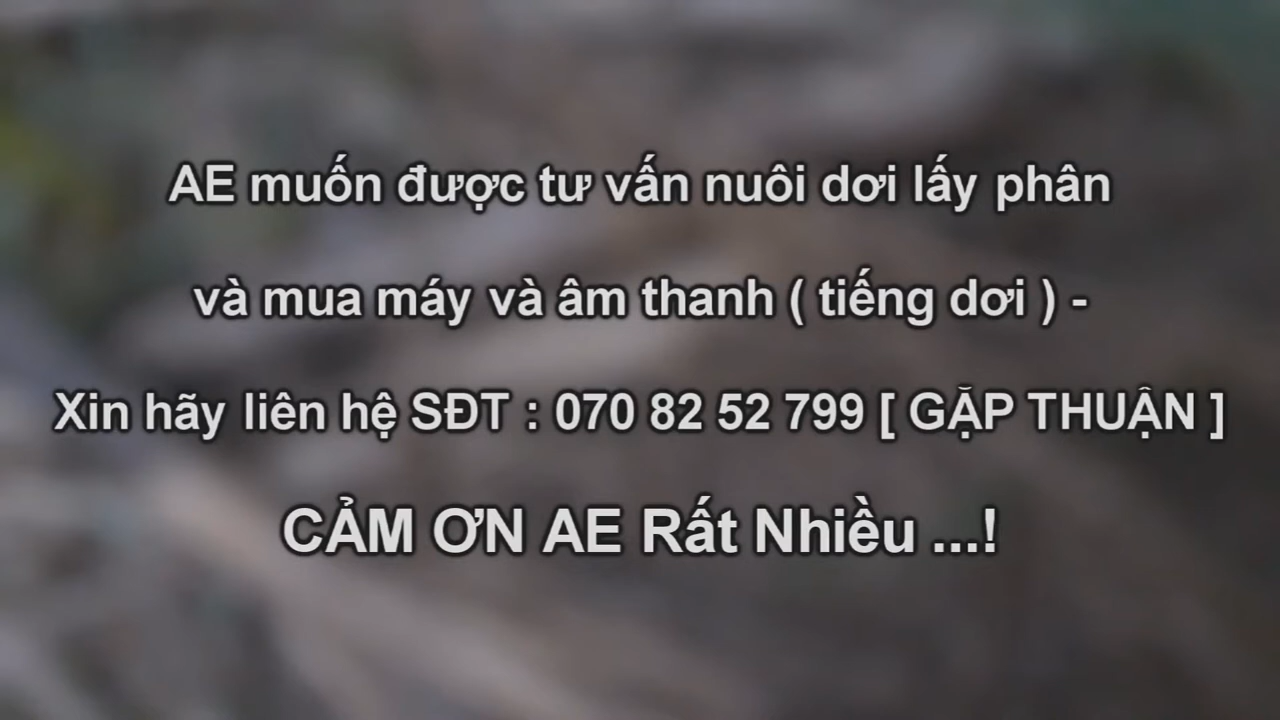 AE muốn được tư vấn nuôi dơi lấy phân
và mua máy và âm thanh ( tiếng dơi ) -
Xin hãy liên hệ SĐT : 070 82 52 799 [ GẶP THUẬN ]
CẢM ƠN AE Rất Nhiều ...!